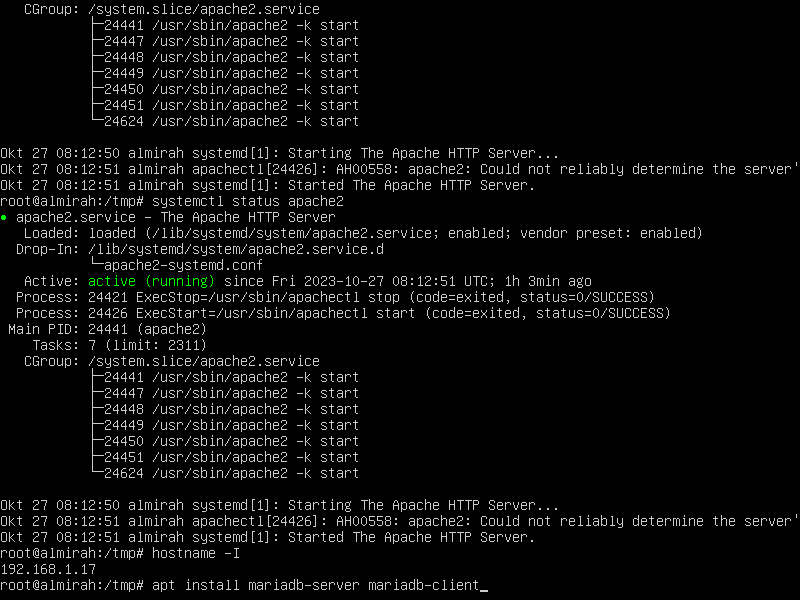 CGroup: /system.slice/apache2.service
├─24441 /usr/sbin/apache2 -k start
├─24447 /usr/sbin/apache2 -k start
├─24448 /usr/sbin/apache2 -k start
├─24449 /usr/sbin/apache2 -k start
├─24450 /usr/sbin/apache2 -k start
├─24451 /usr/sbin/apache2 -k start
└─24624 /usr/sbin/apache2 -k start
Okt 27 08:12:50 almirah systemd[1]: Starting The Apache HTTP Server...
Okt 27 08:12:51 almirah apachectl[24426]: AH00558: apache2: Could not reliably determine the server'
Okt 27 08:12:51 almirah systemd[1]: Started The Apache HTTP Server.
root@almirah:/tmp# systemctl status apache2
● apache2.service - The Apache HTTP Server
Loaded: loaded (/lib/systemd/system/apache2.service; enabled; vendor preset: enabled)
Drop-In: /lib/systemd/system/apache2.service.d
└─apache2-systemd.conf
Active: active (running) since Fri 2023-10-27 08:12:51 UTC; 1h 3min ago
Process: 24421 ExecStop=/usr/sbin/apachectl stop (code=exited, status=0/SUCCESS)
Process: 24426 ExecStart=/usr/sbin/apachectl start (code=exited, status=0/SUCCESS)
Main PID: 24441 (apache2)
Tasks: 7 (limit: 2311)
CGroup: /system.slice/apache2.service
├─24441 /usr/sbin/apache2 -k start
├─24447 /usr/sbin/apache2 -k start
├─24448 /usr/sbin/apache2 -k start
├─24449 /usr/sbin/apache2 -k start
├─24450 /usr/sbin/apache2 -k start
├─24451 /usr/sbin/apache2 -k start
└─24624 /usr/sbin/apache2 -k start
Okt 27 08:12:50 almirah systemd[1]: Starting The Apache HTTP Server...
Okt 27 08:12:51 almirah apachectl[24426]: AH00558: apache2: Could not reliably determine the server'
Okt 27 08:12:51 almirah systemd[1]: Started The Apache HTTP Server.
root@almirah:/tmp# hostname -I
192.168.1.17
root@almirah:/tmp# apt install mariadb-server mariadb-client_